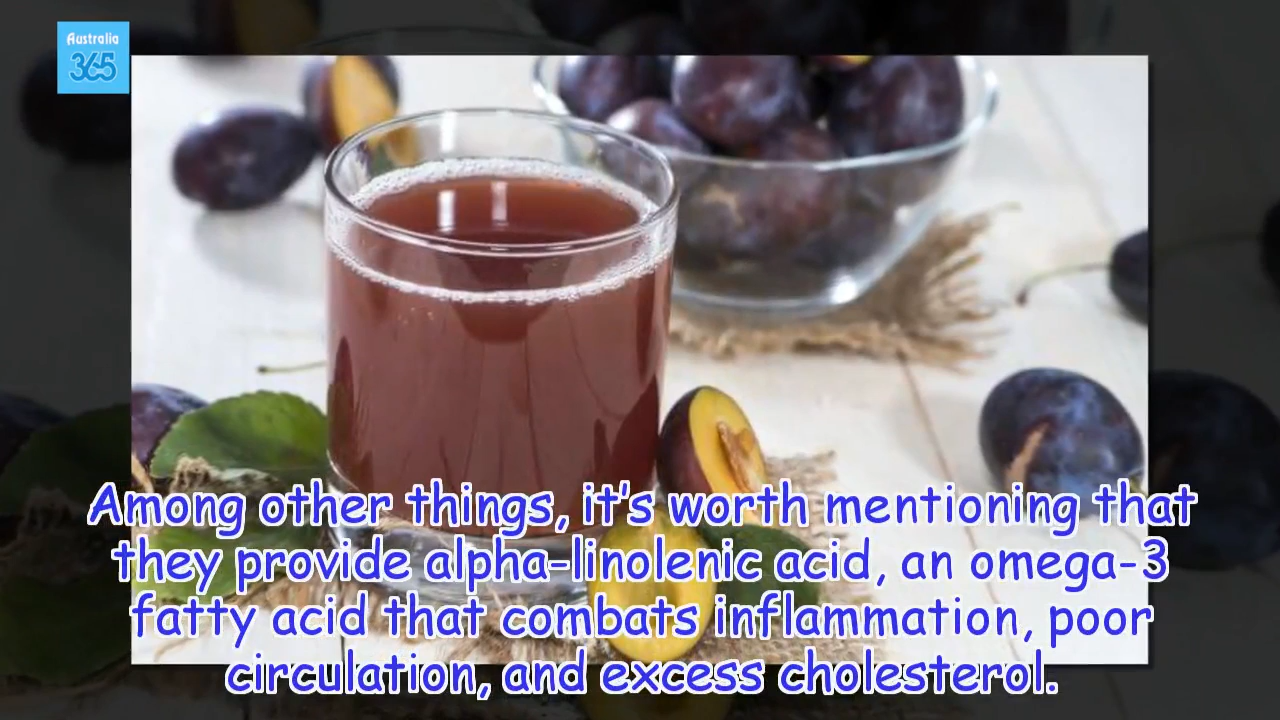 Australia
365
Among other things, it's worth mentioning that
they provide alpha-linolenic acid, an omega-3
fatty acid that combats inflammation, poor
circulation, and excess cholesterol.